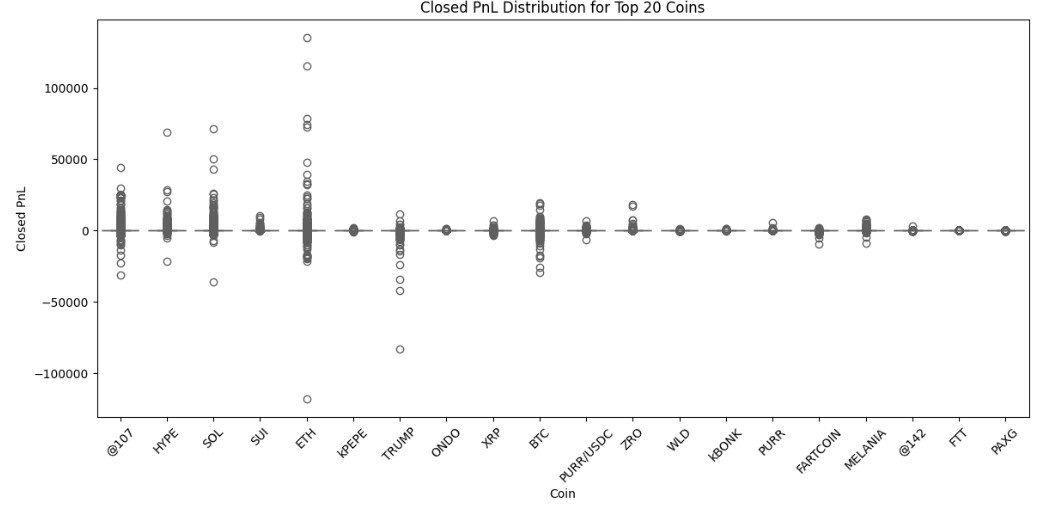 Closed PnL Distribution for Top 20 Coins
Closed PnL
100000
50000
0
−50000
−100000
@107
HYPE
SOL
SUI
ETH
kPEPE
TRUMP
ONDO
XRP
BTC
PURR/USDC
ZRO
WLD
kBONK
PURR
FARTCOIN
MELANIA
@142
FTT
PAXG
Coin